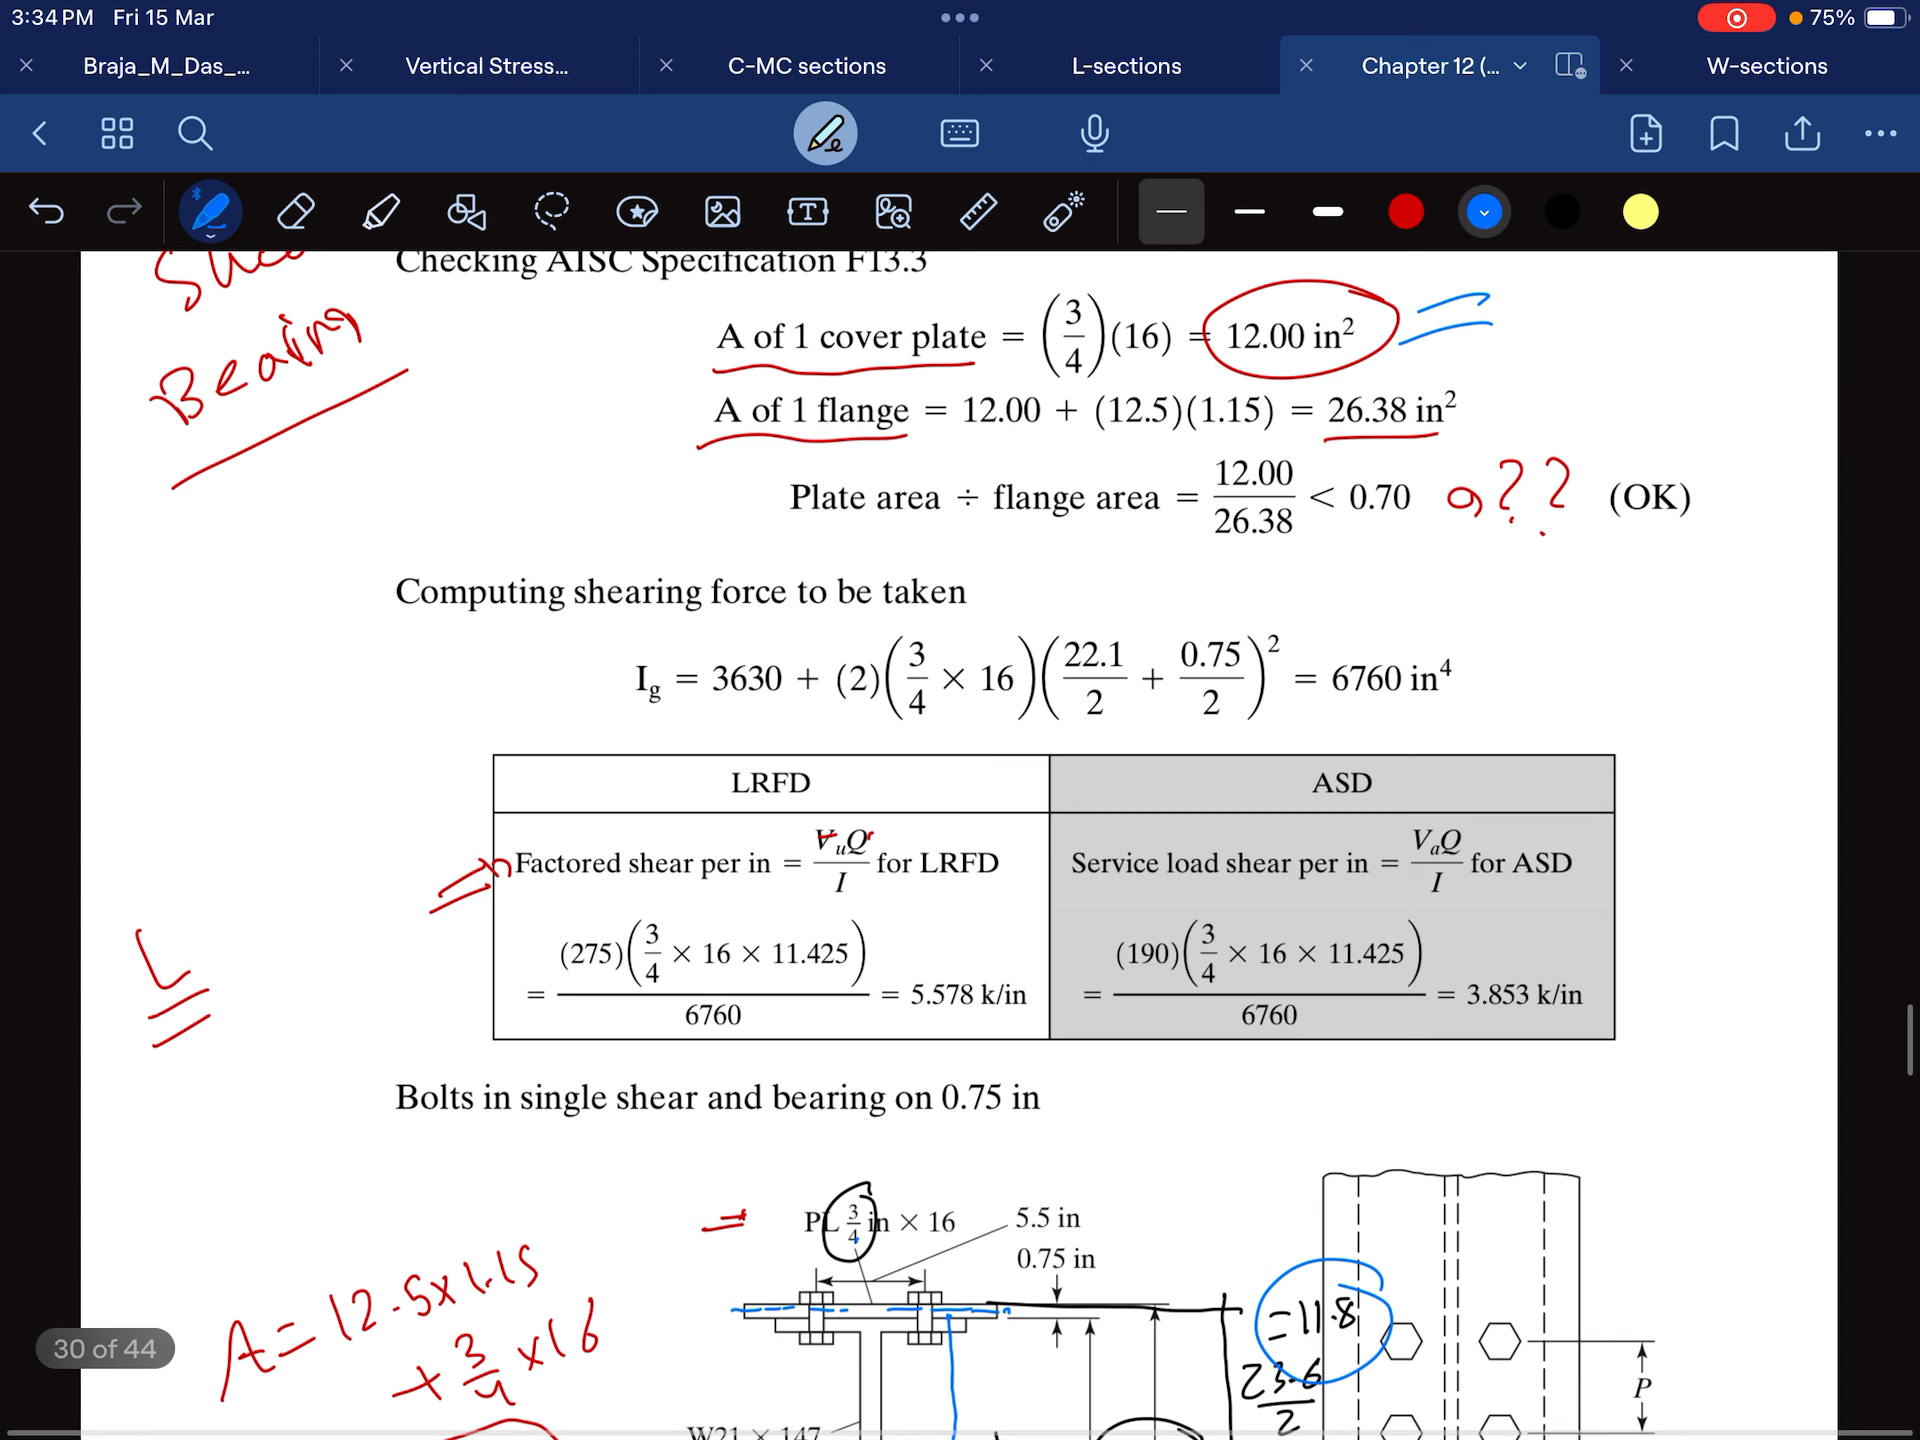 3:34 PM Fri 15 Mar
75%
Braja_M_Das_...
Vertical Stress...
C-MC sections
L-sections
Chapter 12 (...
W-sections
Checking AISC Specification F13.3
Bearing
A of 1 cover plate = (3/4)(16) = 12.00 in²
A of 1 flange = 12.00 + (12.5)(1.15) = 26.38 in²
Plate area ÷ flange area = 12.00/26.38 < 0.70 ?? (OK)
Computing shearing force to be taken
I_g = 3630 + (2)(3/4 × 16)(22.1/2 + 0.75/2)² = 6760 in⁴
LRFD
Factored shear per in = V_uQ/I for LRFD
= (275)(3/4 × 16 × 11.425)/6760 = 5.578 k/in
ASD
Service load shear per in = V_aQ/I for ASD
= (190)(3/4 × 16 × 11.425)/6760 = 3.853 k/in
L
Bolts in single shear and bearing on 0.75 in
PL 3/4 in × 16
5.5 in
0.75 in
A = 12.5×1.15
+ 3/4 ×16
= 11.8
23.6/2
P
W21 × 147
30 of 44